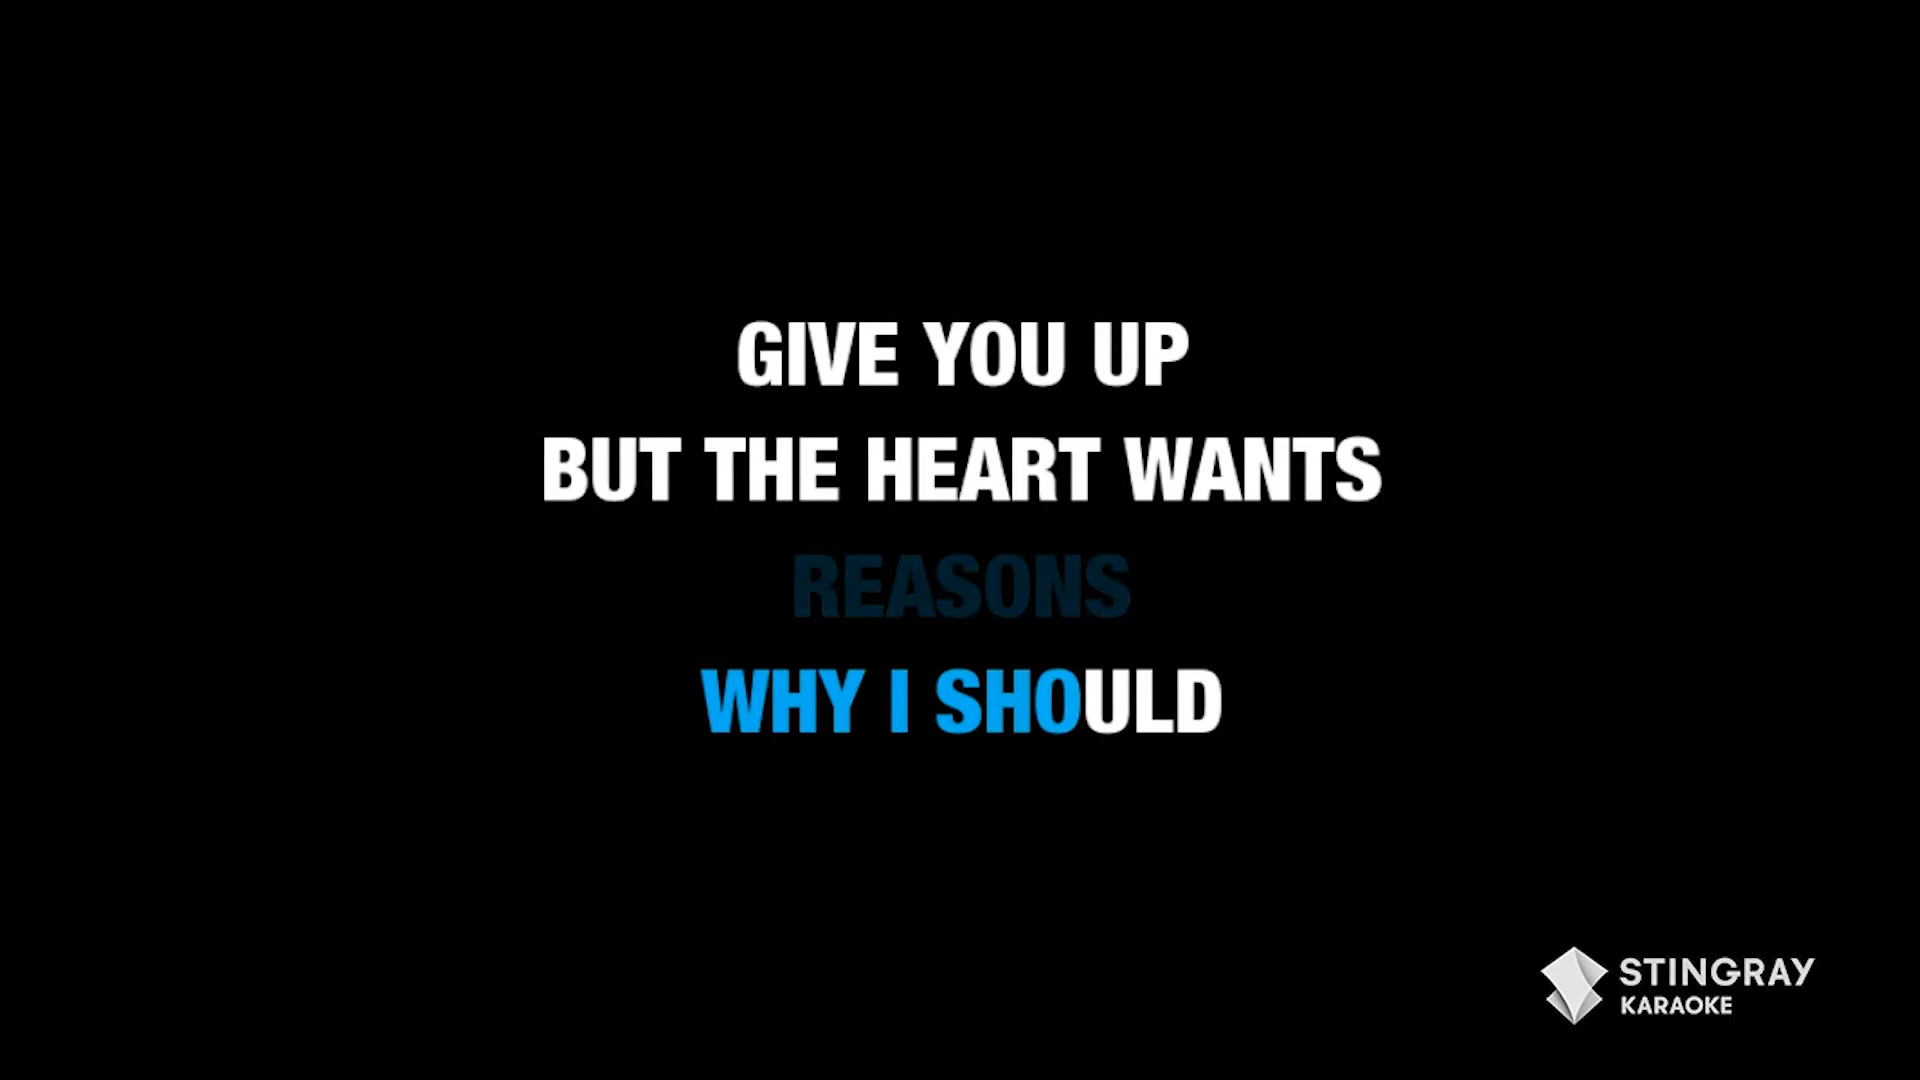 GIVE YOU UP
BUT THE HEART WANTS
REASONS
WHY I SHOULD
STINGRAY
KARAOKE